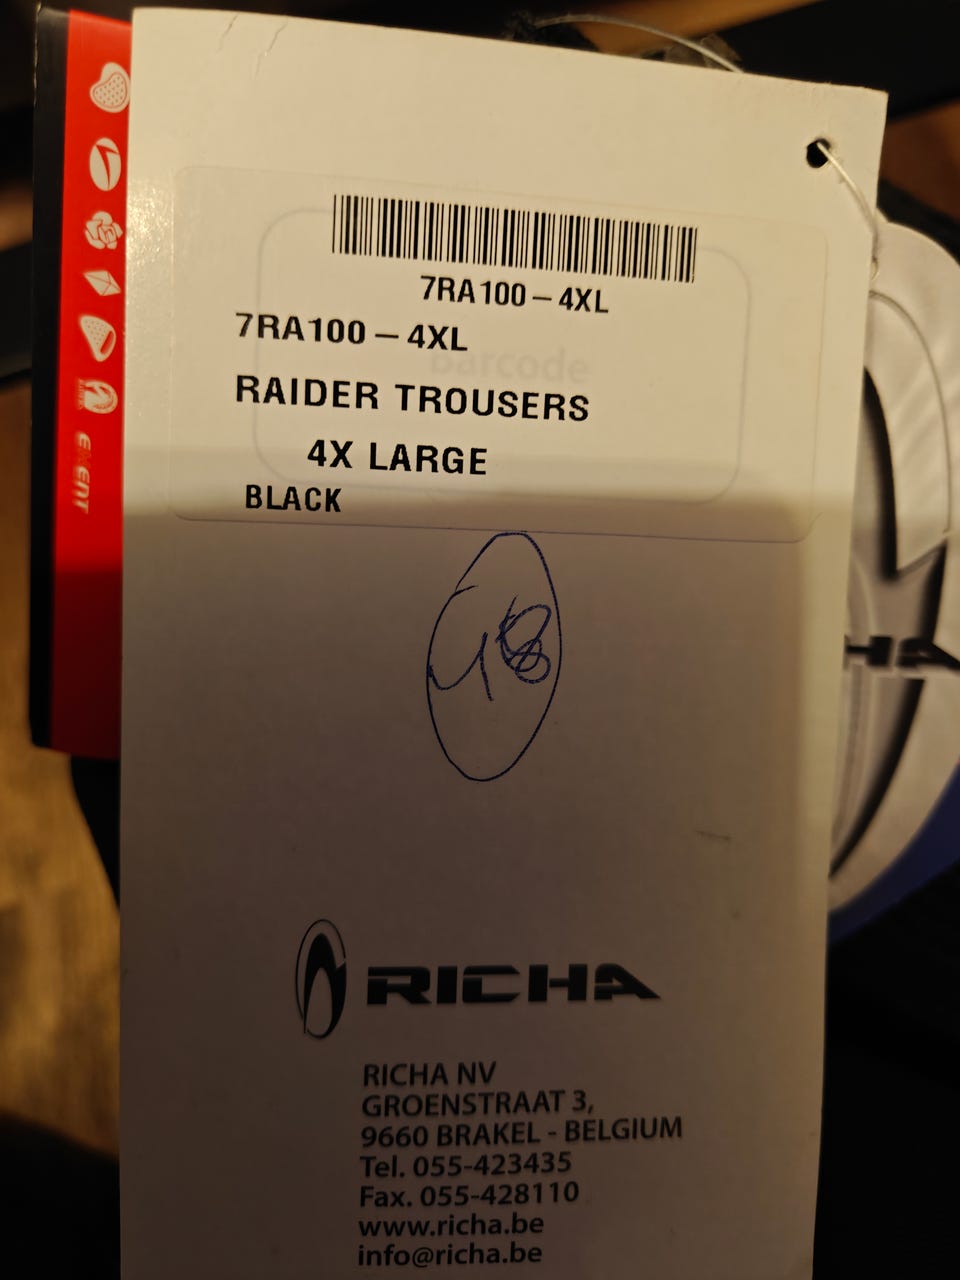 7RA100 – 4XL
7RA100 – 4XL
Barcode
RAIDER TROUSERS
4X LARGE
BLACK
48
RICHA
RICHA NV
GROENSTRAAT 3,
9660 BRAKEL - BELGIUM
Tel. 055-423435
Fax. 055-428110
www.richa.be
info@richa.be
HA